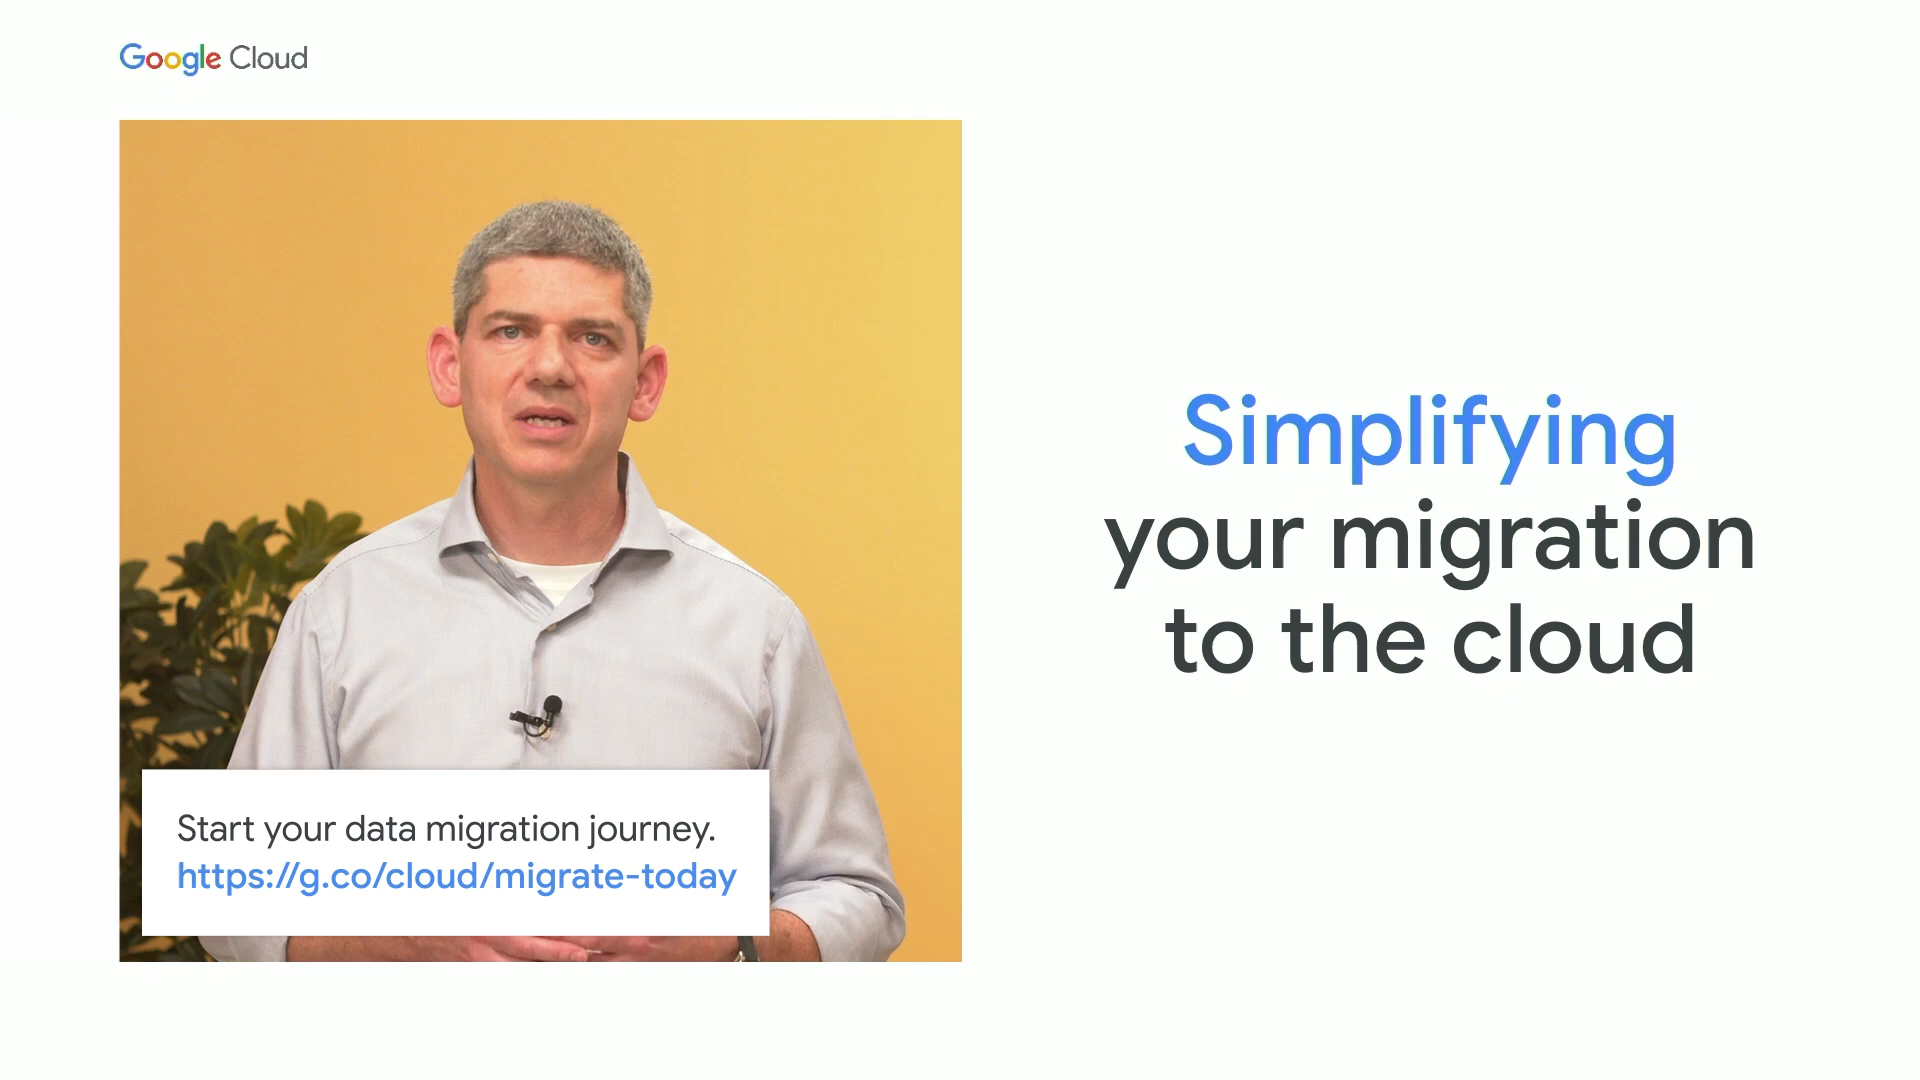 Google Cloud
Simplifying
your migration
to the cloud
Start your data migration journey.
https://g.co/cloud/migrate-today